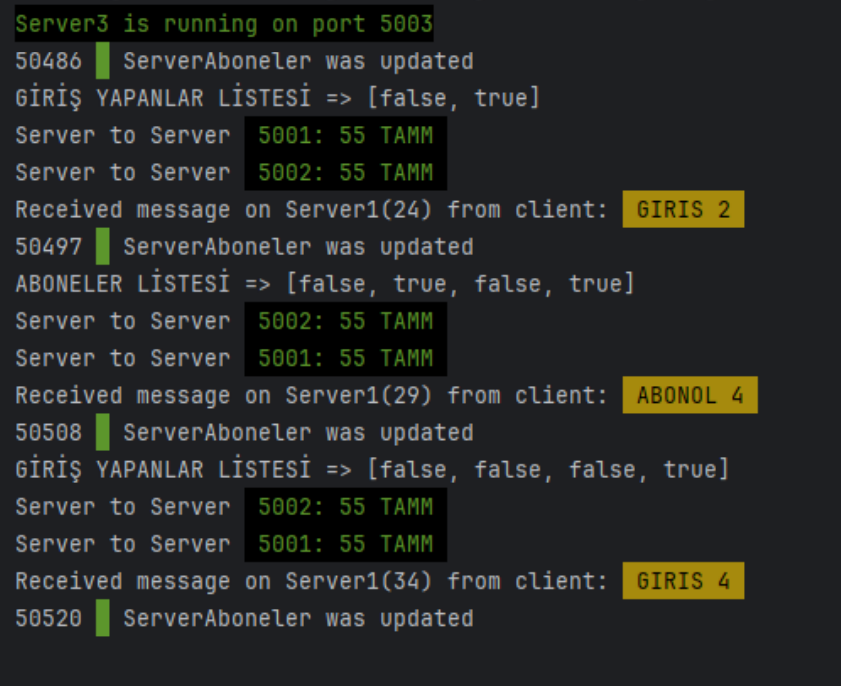 Server3 is running on port 5003
50486 ServerAboneler was updated
GİRİŞ YAPANLAR LİSTESİ => [false, true]
Server to Server 5001: 55 TAMM
Server to Server 5002: 55 TAMM
Received message on Server1(24) from client: GIRIS 2
50497 ServerAboneler was updated
ABONELER LİSTESİ => [false, true, false, true]
Server to Server 5002: 55 TAMM
Server to Server 5001: 55 TAMM
Received message on Server1(29) from client: ABONOL 4
50508 ServerAboneler was updated
GİRİŞ YAPANLAR LİSTESİ => [false, false, false, true]
Server to Server 5002: 55 TAMM
Server to Server 5001: 55 TAMM
Received message on Server1(34) from client: GIRIS 4
50520 ServerAboneler was updated